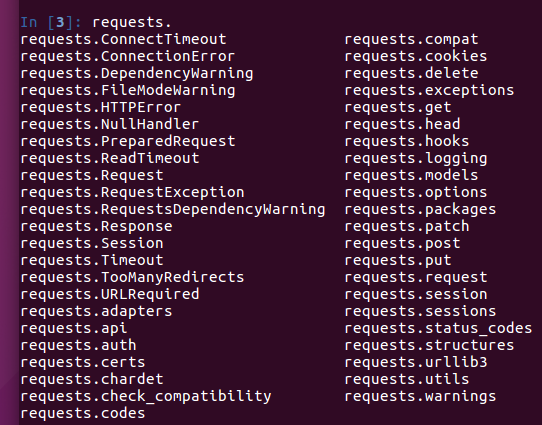 In [3]: requests.
requests.ConnectTimeout requests.compat
requests.ConnectionError requests.cookies
requests.DependencyWarning requests.delete
requests.FileModeWarning requests.exceptions
requests.HTTPError requests.get
requests.NullHandler requests.head
requests.PreparedRequest requests.hooks
requests.ReadTimeout requests.logging
requests.Request requests.models
requests.RequestException requests.options
requests.RequestsDependencyWarning requests.packages
requests.Response requests.patch
requests.Session requests.post
requests.Timeout requests.put
requests.TooManyRedirects requests.request
requests.URLRequired requests.session
requests.adapters requests.sessions
requests.api requests.status_codes
requests.auth requests.structures
requests.certs requests.urllib3
requests.chardet requests.utils
requests.check_compatibility requests.warnings
requests.codes